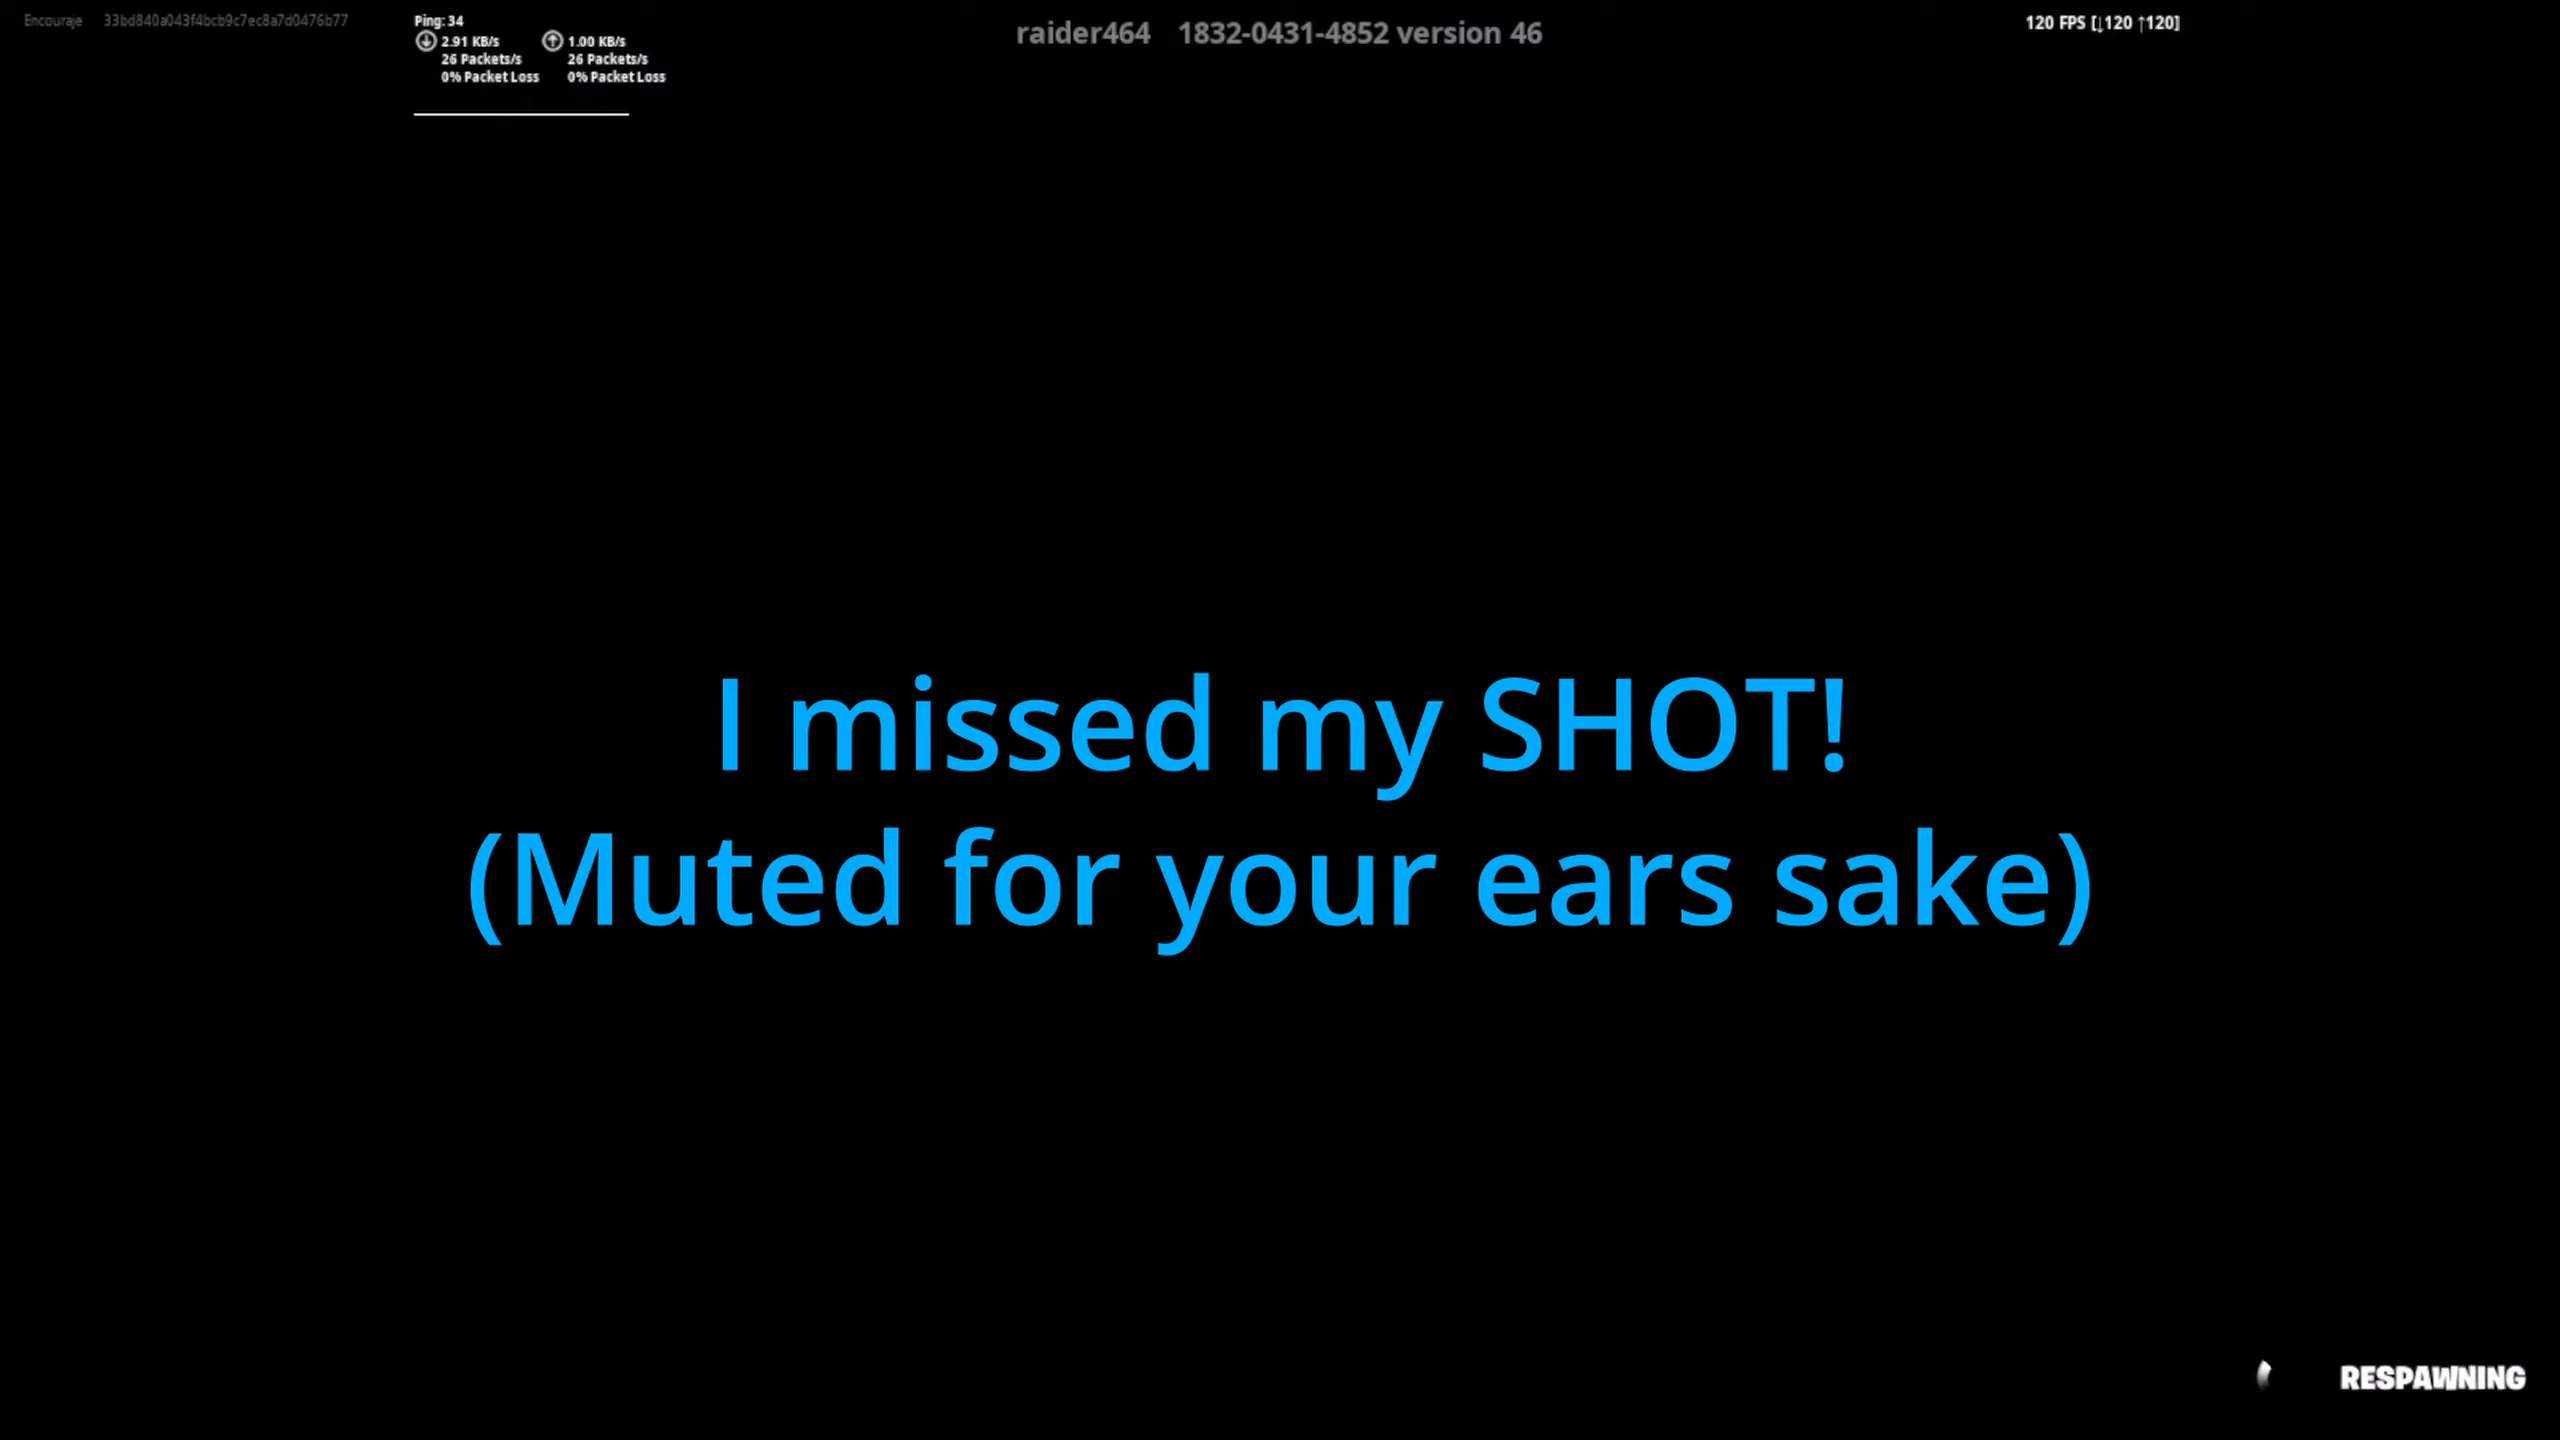 Encouraje 33bd840a043f4bcb9c7ec8a7d0476b77
Ping: 34
2.91 KB/s 1.00 KB/s
26 Packets/s 26 Packets/s
0% Packet Loss 0% Packet Loss
raider464 1832-0431-4852 version 46
120 FPS [↓120 ↑120]
I missed my SHOT!
(Muted for your ears sake)
RESPAWNING